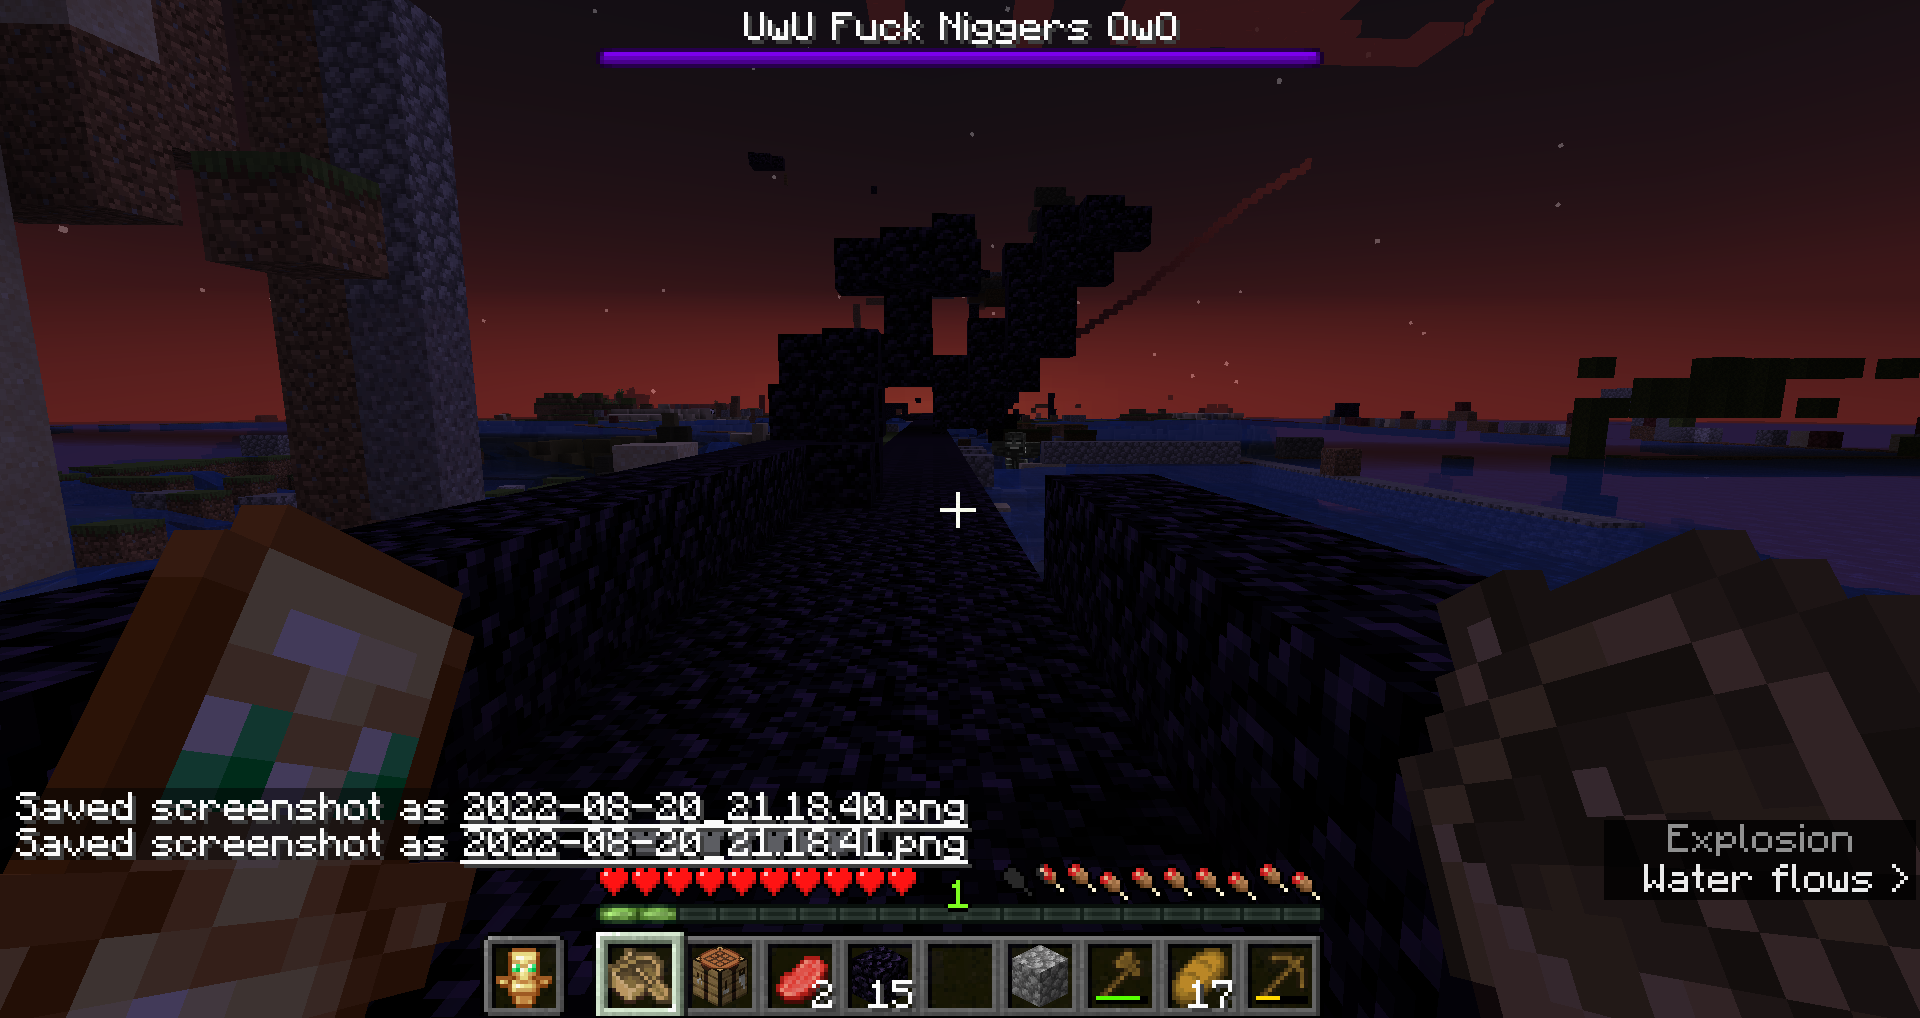 UwU Fuck Niggers OwO
Saved screenshot as 2022-08-20_21.18.40.png
Saved screenshot as 2022-08-20_21.18.41.png
Explosion
Water flows >
1
2
15
17